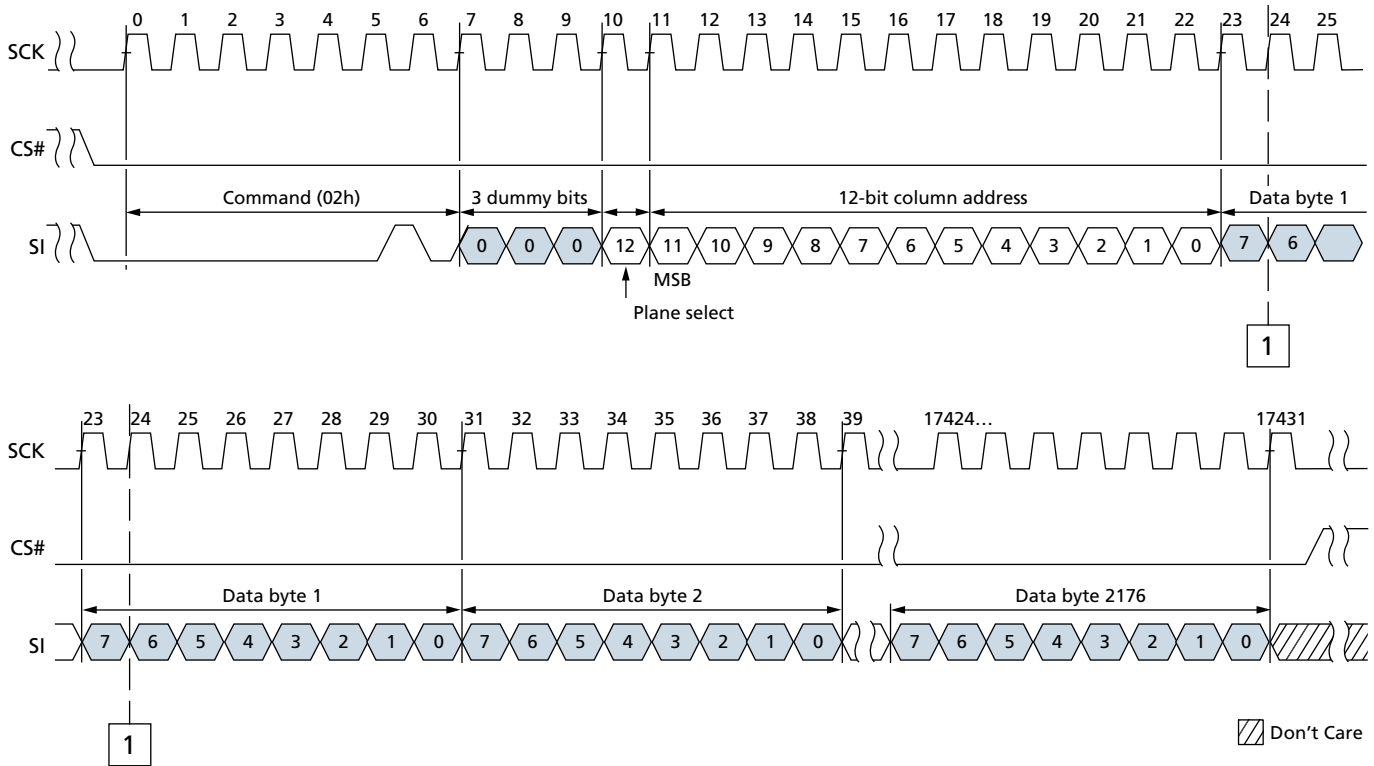 0 1 2 3 4 5 6 7 8 9 10 11 12 13 14 15 16 17 18 19 20 21 22 23 24 25
SCK
CS#
Command (02h) 3 dummy bits 12-bit column address Data byte 1
SI 0 0 0 12 11 10 9 8 7 6 5 4 3 2 1 0 7 6
MSB
Plane select
1
23 24 25 26 27 28 29 30 31 32 33 34 35 36 37 38 39 17424... 17431
SCK
CS#
Data byte 1 Data byte 2 Data byte 2176
SI 7 6 5 4 3 2 1 0 7 6 5 4 3 2 1 0 7 6 5 4 3 2 1 0
1
Don't Care